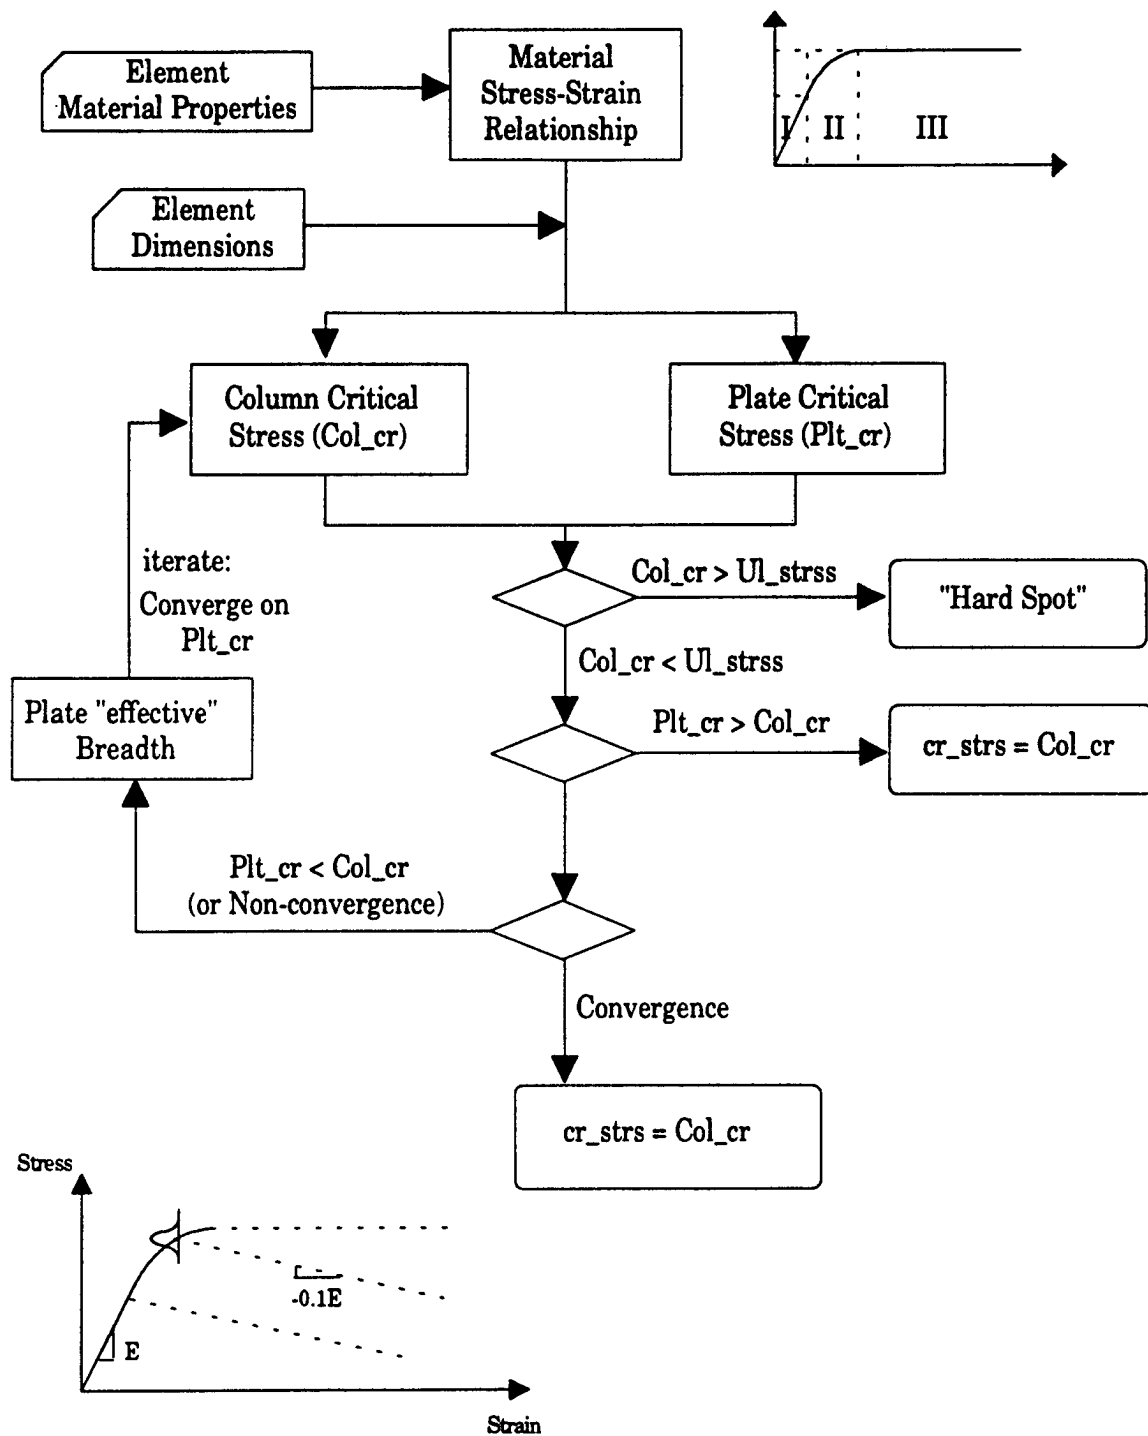 Element
Material Properties
Material
Stress-Strain
Relationship
I
II
III
Element
Dimensions
Column Critical
Stress (Col_cr)
Plate Critical
Stress (Plt_cr)
iterate:
Converge on
Plt_cr
Col_cr > Ul_strss
"Hard Spot"
Col_cr < Ul_strss
Plate "effective"
Breadth
Plt_cr > Col_cr
cr_strs = Col_cr
Plt_cr < Col_cr
(or Non-convergence)
Convergence
cr_strs = Col_cr
Stress
-0.1E
E
Strain